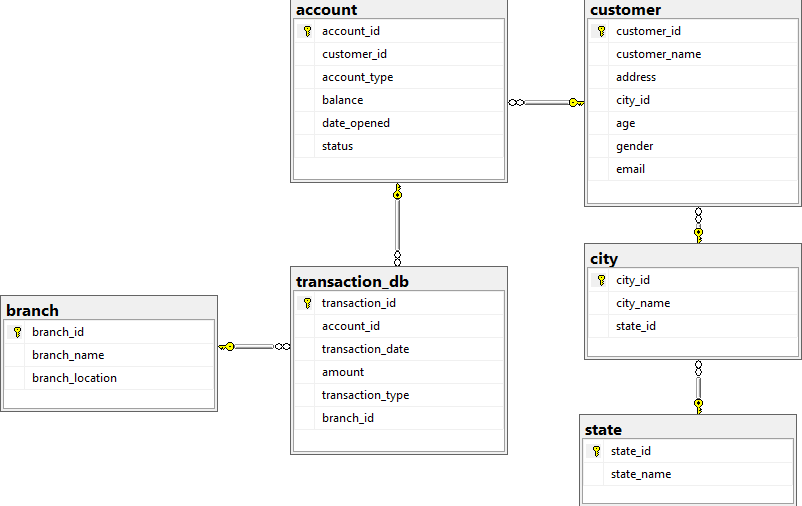 account
account_id
customer_id
account_type
balance
date_opened
status
customer
customer_id
customer_name
address
city_id
age
gender
email
city
city_id
city_name
state_id
transaction_db
transaction_id
account_id
transaction_date
amount
transaction_type
branch_id
branch
branch_id
branch_name
branch_location
state
state_id
state_name